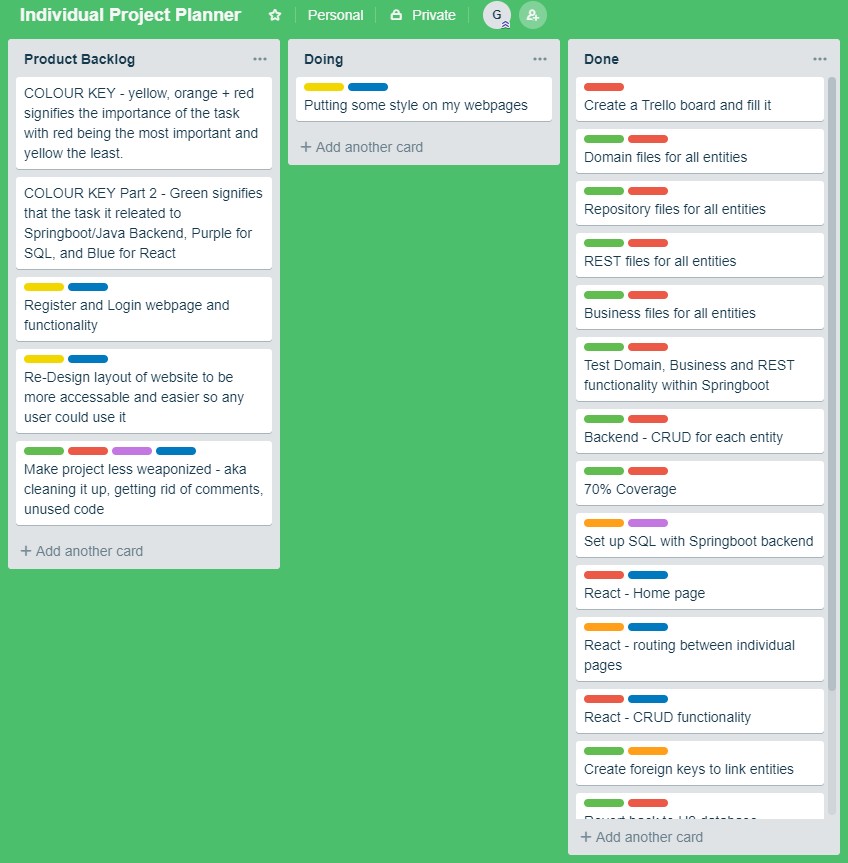 Individual Project Planner
Personal
Private
G
Product Backlog
COLOUR KEY - yellow, orange + red
signifies the importance of the task
with red being the most important and
yellow the least.
COLOUR KEY Part 2 - Green signifies
that the task it releated to
Springboot/Java Backend, Purple for
SQL, and Blue for React
Register and Login webpage and
functionality
Re-Design layout of website to be
more accessable and easier so any
user could use it
Make project less weaponized - aka
cleaning it up, getting rid of comments,
unused code
+ Add another card
Doing
Putting some style on my webpages
+ Add another card
Done
Create a Trello board and fill it
Domain files for all entities
Repository files for all entities
REST files for all entities
Business files for all entities
Test Domain, Business and REST
functionality within Springboot
Backend - CRUD for each entity
70% Coverage
Set up SQL with Springboot backend
React - Home page
React - routing between individual
pages
React - CRUD functionality
Create foreign keys to link entities
Revert back to H2 database
+ Add another card